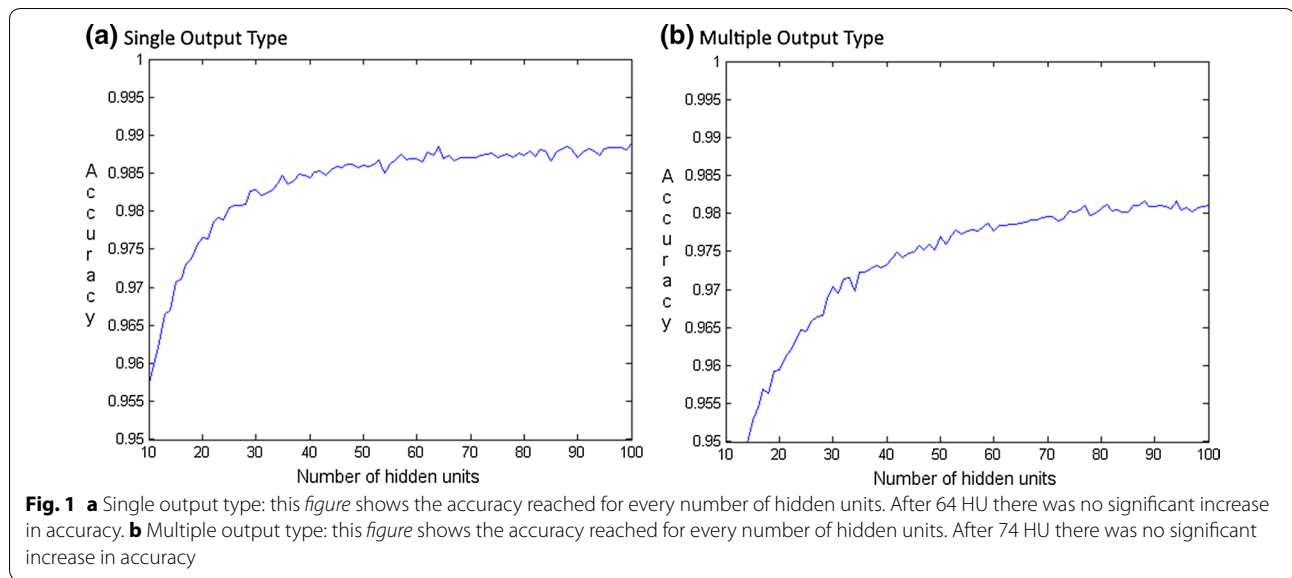 (a) Single Output Type
1
0.995
0.99
0.985
0.98
0.975
0.97
0.965
0.96
0.955
0.95
Accuracy
10 20 30 40 50 60 70 80 90 100
Number of hidden units
(b) Multiple Output Type
1
0.995
0.99
0.985
0.98
0.975
0.97
0.965
0.96
0.955
0.95
Accuracy
10 20 30 40 50 60 70 80 90 100
Number of hidden units
Fig. 1 a Single output type: this figure shows the accuracy reached for every number of hidden units. After 64 HU there was no significant increase
in accuracy. b Multiple output type: this figure shows the accuracy reached for every number of hidden units. After 74 HU there was no significant
increase in accuracy